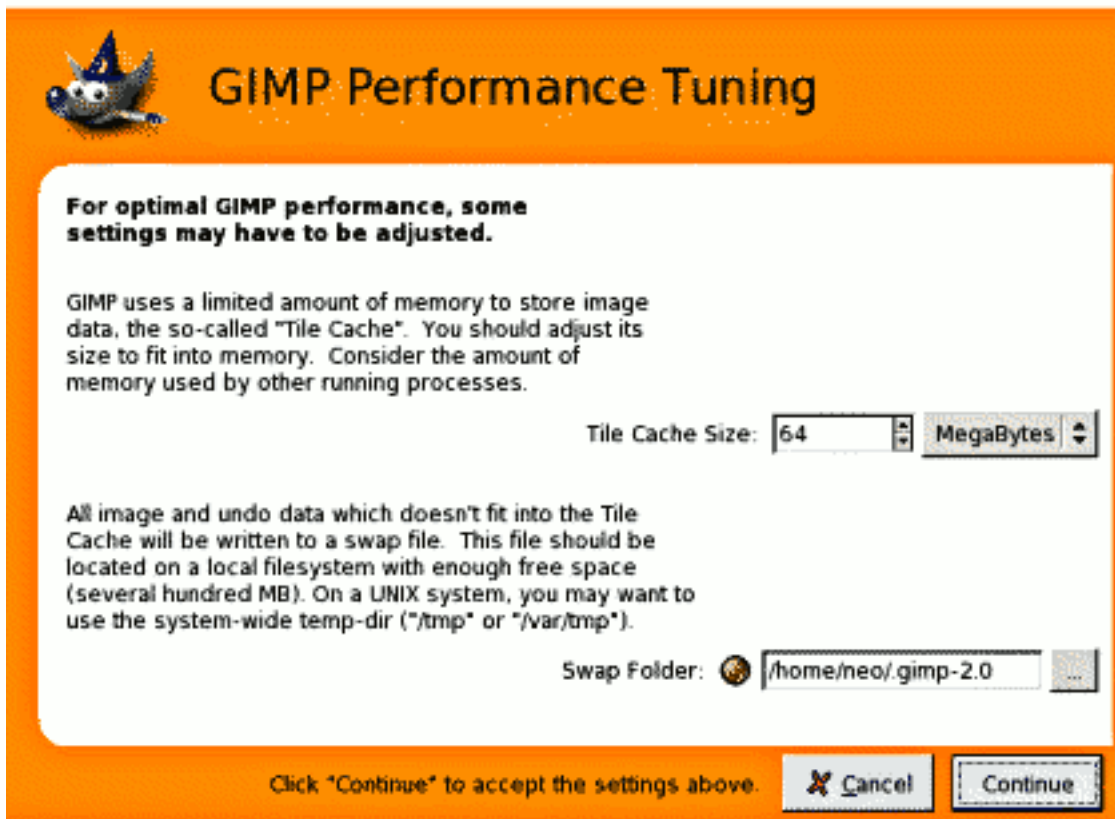 GIMP Performance Tuning
For optimal GIMP performance, some
settings may have to be adjusted.
GIMP uses a limited amount of memory to store image
data, the so-called "Tile Cache".  You should adjust its
size to fit into memory.  Consider the amount of
memory used by other running processes.
Tile Cache Size: 64 MegaBytes
All image and undo data which doesn't fit into the Tile
Cache will be written to a swap file.  This file should be
located on a local filesystem with enough free space
(several hundred MB). On a UNIX system, you may want to
use the system-wide temp-dir ("/tmp" or "/var/tmp").
Swap Folder: /home/neo/.gimp-2.0 ...
Click "Continue" to accept the settings above. Cancel Continue